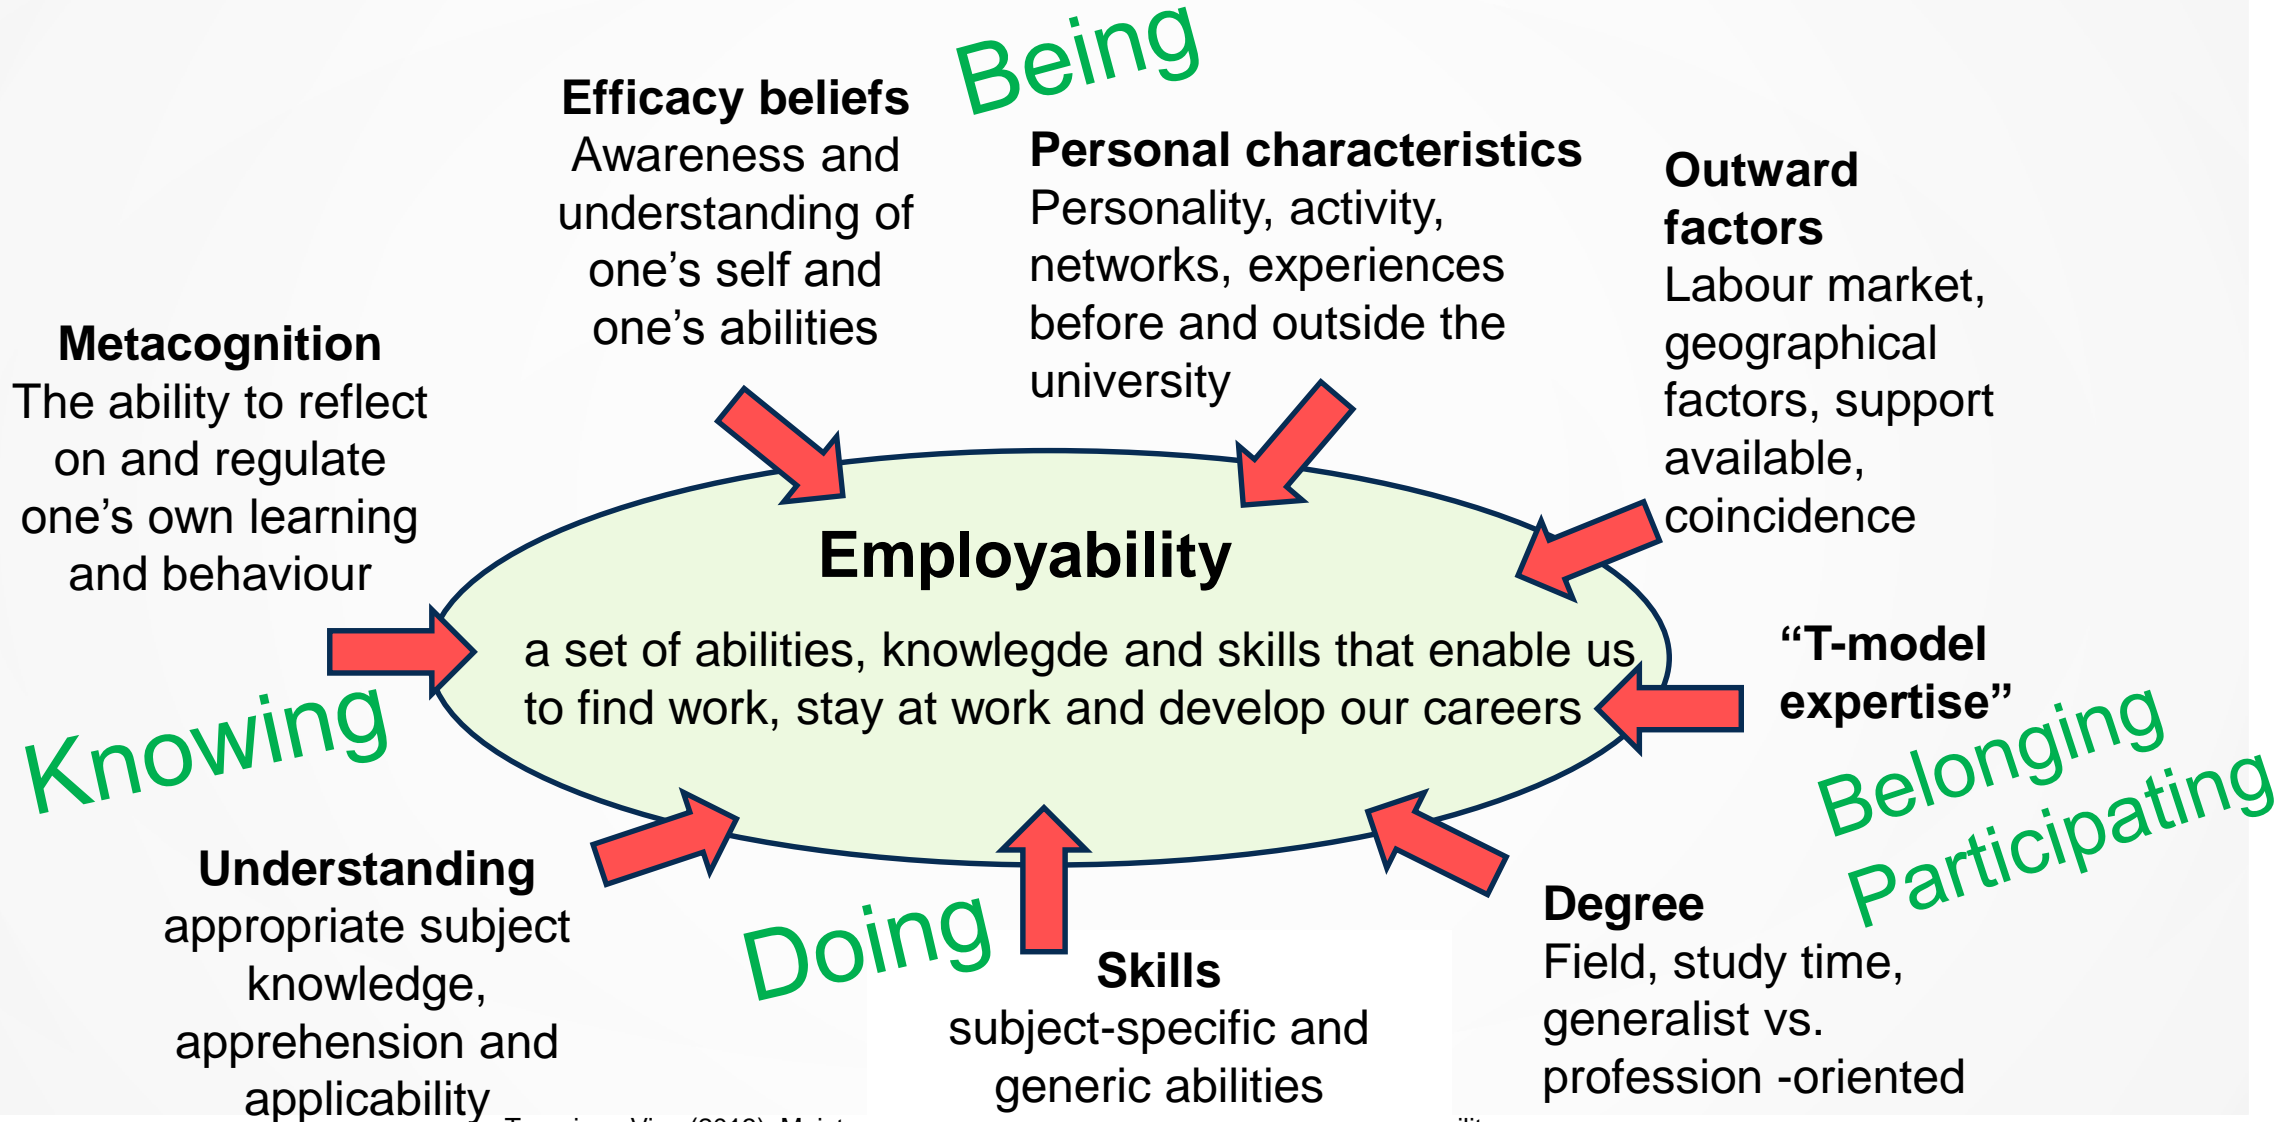 Being
Efficacy beliefs
Awareness and
understanding of
one’s self and
one’s abilities
Personal characteristics
Personality, activity,
networks, experiences
before and outside the
university
Outward
factors
Labour market,
geographical
factors, support
available,
coincidence
Metacognition
The ability to reflect
on and regulate
one’s own learning
and behaviour
Employability
a set of abilities, knowlegde and skills that enable us
to find work, stay at work and develop our careers
“T-model
expertise”
Knowing
Belonging
Participating
Understanding
appropriate subject
knowledge,
apprehension and
applicability
Doing
Skills
subject-specific and
generic abilities
Degree
Field, study time,
generalist vs.
profession -oriented